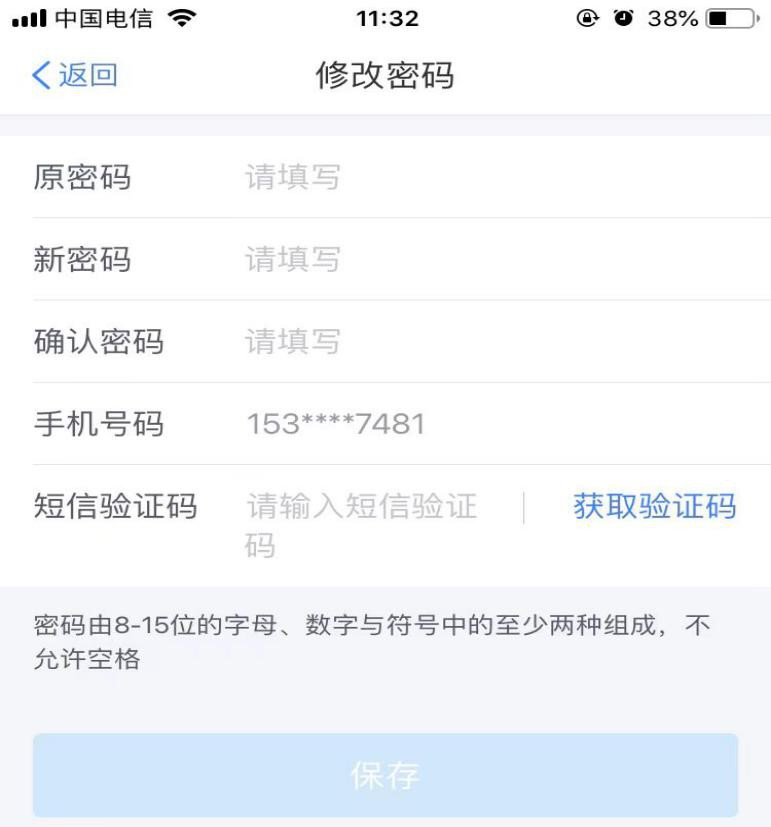 中国电信 11:32 38%
返回 修改密码
原密码 请填写
新密码 请填写
确认密码 请填写
手机号码 153****7481
短信验证码 请输入短信验证 获取验证码
码
密码由8-15位的字母、数字与符号中的至少两种组成，不
允许空格
保存